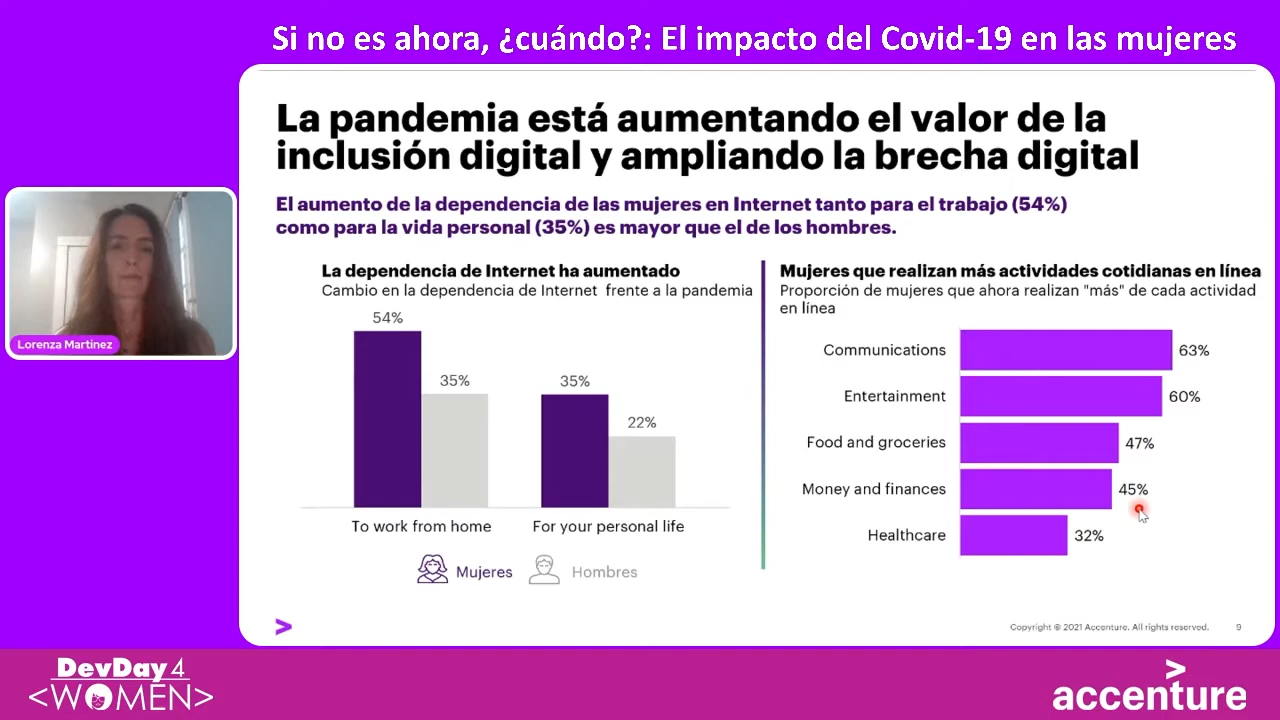 Si no es ahora, ¿cuándo?: El impacto del Covid-19 en las mujeres
La pandemia está aumentando el valor de la
inclusión digital y ampliando la brecha digital
El aumento de la dependencia de las mujeres en Internet tanto para el trabajo (54%)
como para la vida personal (35%) es mayor que el de los hombres.
La dependencia de Internet ha aumentado
Cambio en la dependencia de Internet frente a la pandemia
54%
35%
35%
22%
To work from home
For your personal life
Mujeres
Hombres
Mujeres que realizan más actividades cotidianas en línea
Proporción de mujeres que ahora realizan "más" de cada actividad
en línea
Communications 63%
Entertainment 60%
Food and groceries 47%
Money and finances 45%
Healthcare 32%
Lorenza Martinez
Copyright © 2021 Accenture. All rights reserved. 9
DevDay4
<WOMEN>
accenture